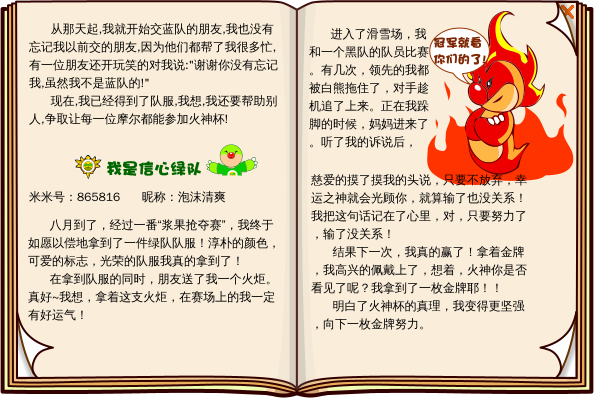 从那天起,我就开始交蓝队的朋友,我也没有
忘记我以前交的朋友,因为他们都帮了我很多忙,
有一位朋友还开玩笑的对我说:"谢谢你没有忘记
我,虽然我不是蓝队的!"
现在,我已经得到了队服,我想,我还要帮助别
人,争取让每一位摩尔都能参加火神杯!
我是信心绿队
米米号：865816 昵称：泡沫清爽
八月到了，经过一番“浆果抢夺赛”，我终于
如愿以偿地拿到了一件绿队队服！淳朴的颜色，
可爱的标志，光荣的队服我真的拿到了！
在拿到队服的同时，朋友送了我一个火炬。
真好~我想，拿着这支火炬，在赛场上的我一定
有好运气！
进入了滑雪场，我
和一个黑队的队员比赛
。有几次，领先的我都
被白熊拖住了，对手趁
机追了上来。正在我跺
脚的时候，妈妈进来了
。听了我的诉说后，
冠军就看
你们的了!
慈爱的摸了摸我的头说，只要不放弃，幸
运之神就会光顾你，就算输了也没关系！
我把这句话记在了心里，对，只要努力了
，输了没关系！
结果下一次，我真的赢了！拿着金牌
，我高兴的佩戴上了，想着，火神你是否
看见了呢？我拿到了一枚金牌耶！！
明白了火神杯的真理，我变得更坚强
，向下一枚金牌努力。